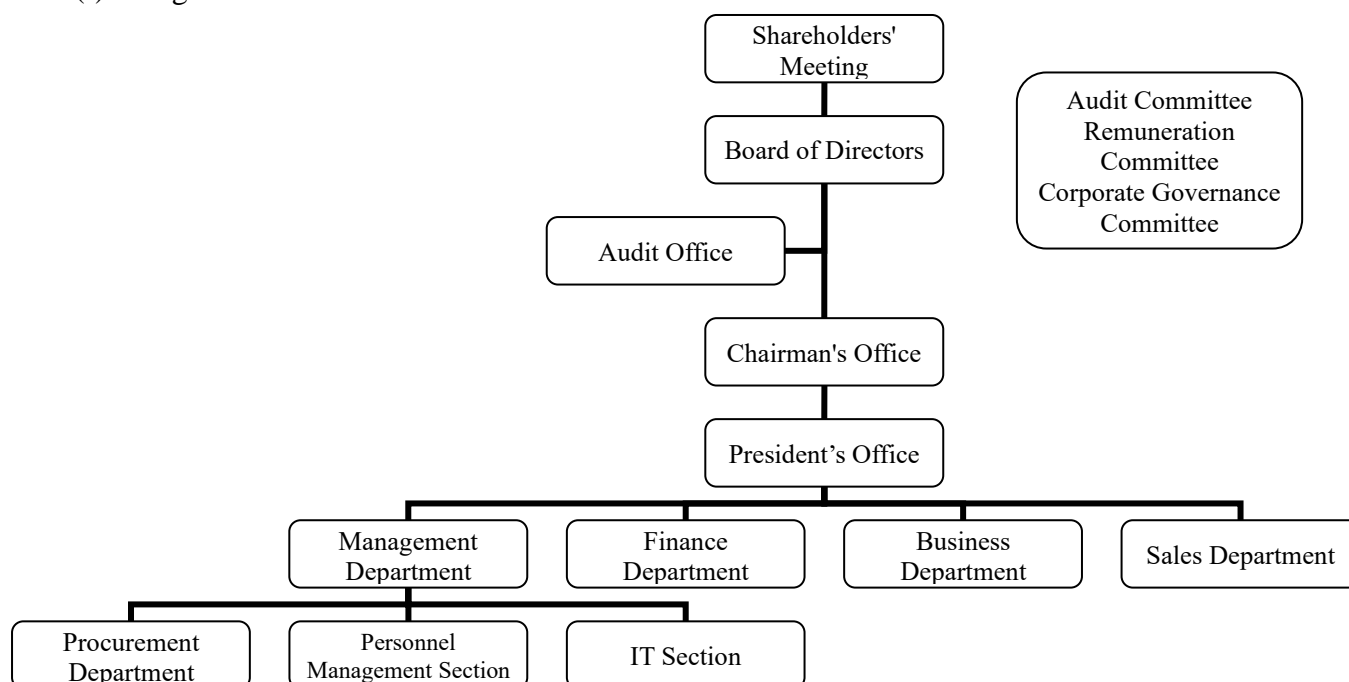 Shareholders'
Meeting
Audit Committee
Remuneration
Committee
Corporate Governance
Committee
Board of Directors
Audit Office
Chairman's Office
President’s Office
Management
Department
Finance
Department
Business
Department
Sales Department
Procurement
Department
Personnel
Management Section
IT Section